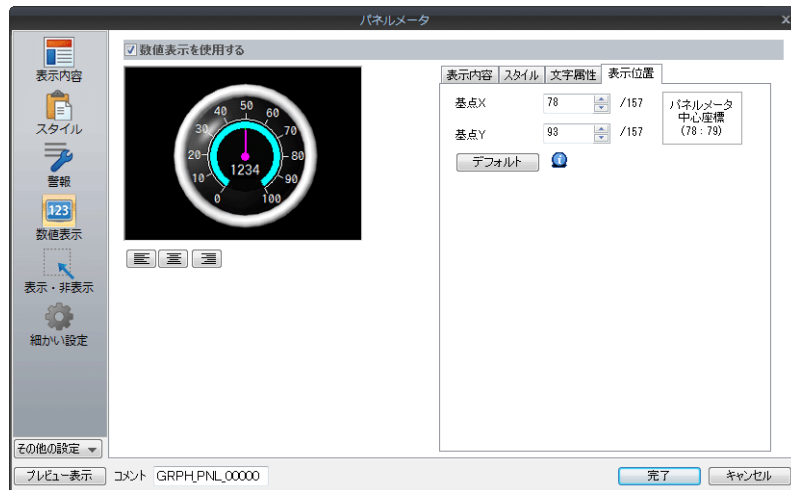 パネルメータ
x
表示内容
スタイル
警報
123
数値表示
表示・非表示
細かい設定
その他の設定
数値表示を使用する
0
10
20
30
40
50
60
70
80
90
100
1234
表示内容 スタイル 文字属性 表示位置
基点X 78 /157
基点Y 93 /157
パネルメータ
中心座標
(78 : 79)
デフォルト
プレビュー表示 コメント GRPH_PNL_00000 完了 キャンセル